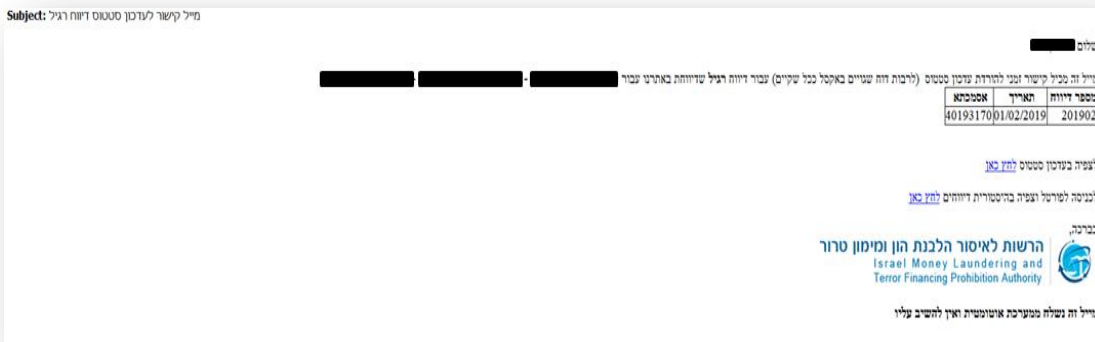 Subject: מייל קישור לעדכון סטטוס דיווח רגיל
שלום
מייל זה מכיל קישור זמני להורדת עדכון סטטוס (לרבות דוח שגויים באקסל ככל שקיים) עבור דיווח רגיל שדיווחת באתרנו עבור - -
מספר דיווח תאריך אסמכתא
201902 01/02/2019 40193170
לצפיה בעדכון סטטוס לחץ כאן
לכניסה לפורטל וצפיה בהיסטורית דיווחים לחץ כאן
בברכה,
הרשות לאיסור הלבנת הון ומימון טרור
Israel Money Laundering and
Terror Financing Prohibition Authority
מייל זה נשלח ממערכת אוטומטית ואין להשיב עליו